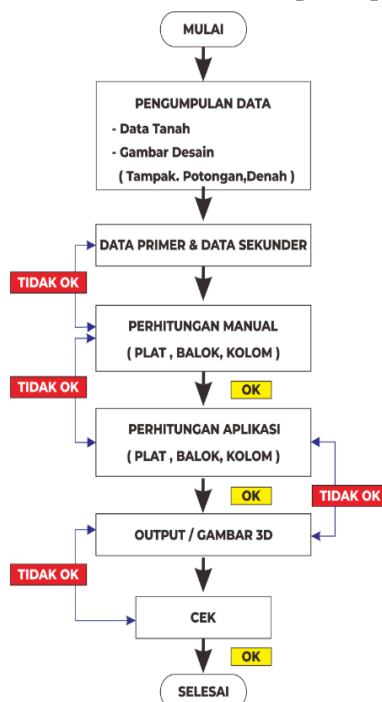 MULAI
PENGUMPULAN DATA
- Data Tanah
- Gambar Desain
( Tampak. Potongan,Denah )
DATA PRIMER & DATA SEKUNDER
TIDAK OK
PERHITUNGAN MANUAL
( PLAT , BALOK, KOLOM )
TIDAK OK
OK
PERHITUNGAN APLIKASI
( PLAT , BALOK, KOLOM )
OK
TIDAK OK
OUTPUT / GAMBAR 3D
TIDAK OK
CEK
OK
SELESAI